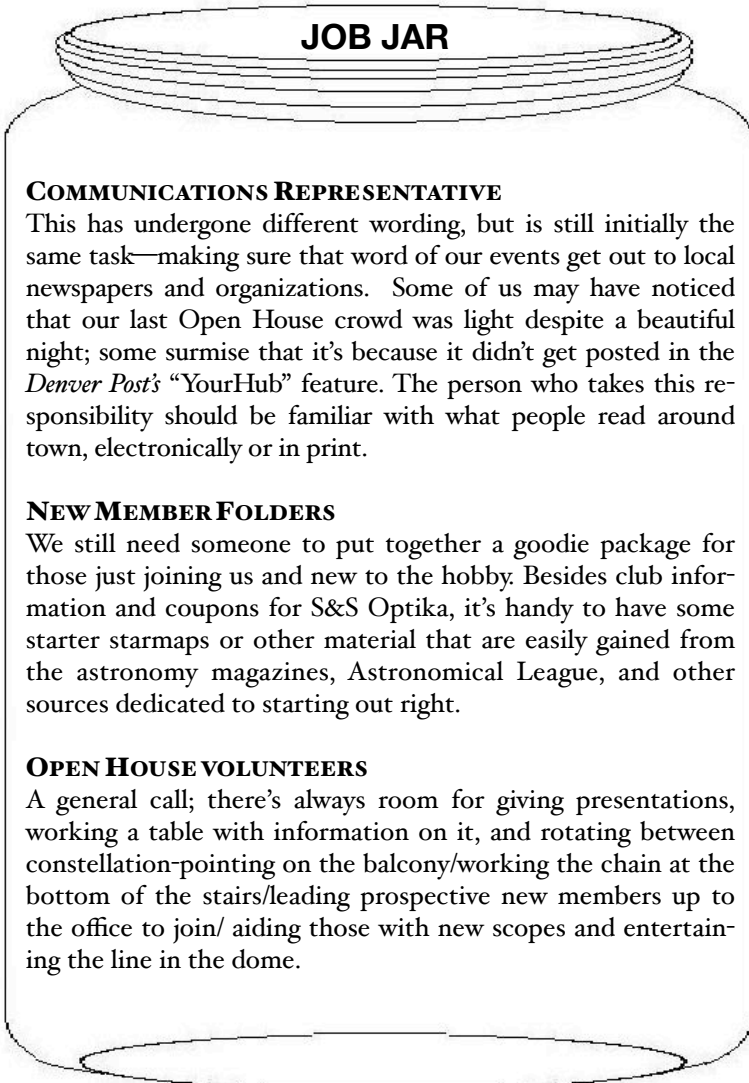 JOB JAR
COMMUNICATIONS REPRESENTATIVE
This has undergone different wording, but is still initially the
same task—making sure that word of our events get out to local
newspapers and organizations.  Some of us may have noticed
that our last Open House crowd was light despite a beautiful
night; some surmise that it's because it didn't get posted in the
Denver Post's “YourHub” feature. The person who takes this re-
sponsibility should be familiar with what people read around
town, electronically or in print.
NEW MEMBER FOLDERS
We still need someone to put together a goodie package for
those just joining us and new to the hobby. Besides club infor-
mation and coupons for S&S Optika, it's handy to have some
starter starmaps or other material that are easily gained from
the astronomy magazines, Astronomical League, and other
sources dedicated to starting out right.
OPEN HOUSE VOLUNTEERS
A general call; there's always room for giving presentations,
working a table with information on it, and rotating between
constellation-pointing on the balcony/working the chain at the
bottom of the stairs/leading prospective new members up to
the office to join/ aiding those with new scopes and entertain-
ing the line in the dome.